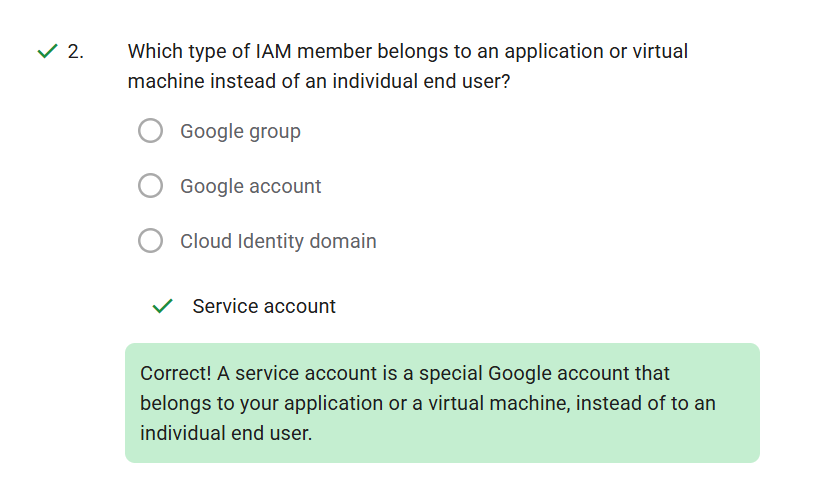 2. Which type of IAM member belongs to an application or virtual
machine instead of an individual end user?
Google group
Google account
Cloud Identity domain
Service account
Correct! A service account is a special Google account that
belongs to your application or a virtual machine, instead of to an
individual end user.